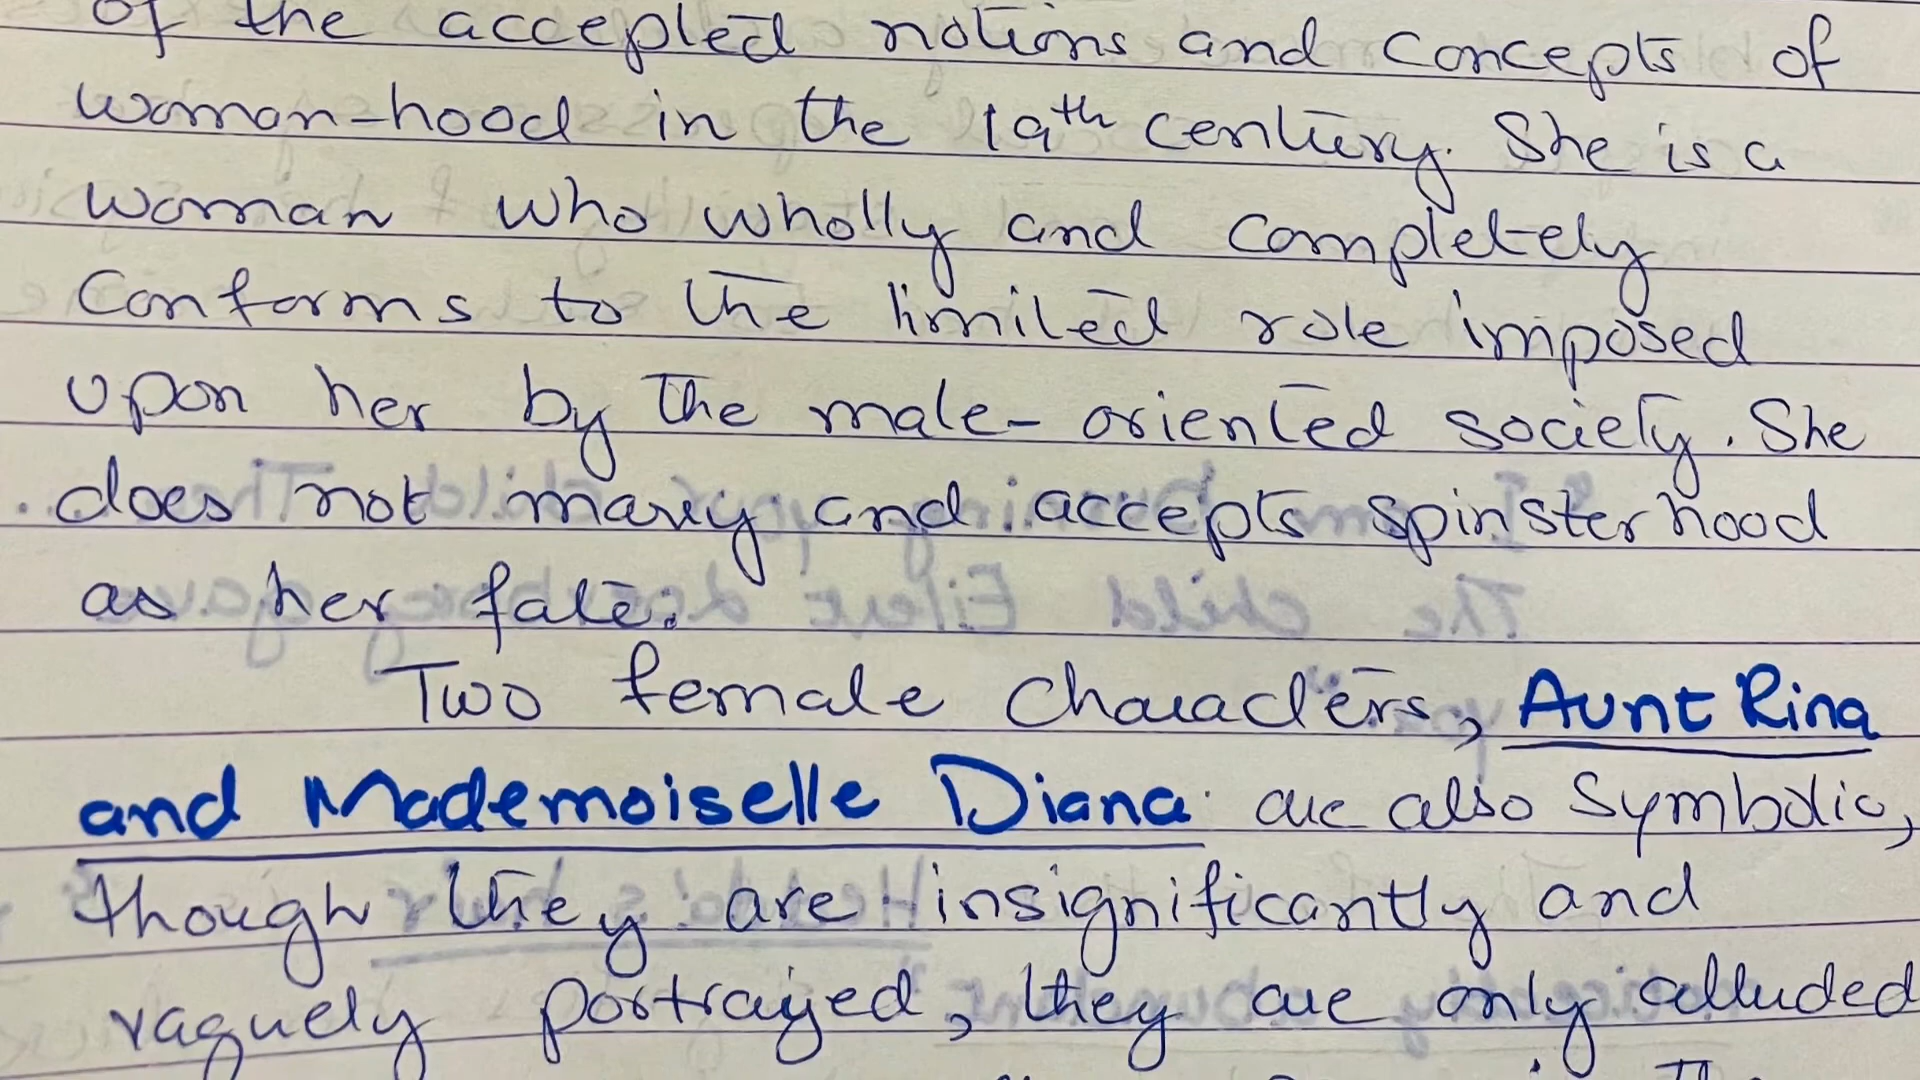 of the accepted notions and concepts of
woman-hood in the 19th century. She is a
woman who wholly and completely
Conforms to the limited role imposed
upon her by the male-oriented society. She
does not marry and accepts spinsterhood
as her fate.
Two female characters, Aunt Rina
and Mademoiselle Diana are also Symbolic,
though they are insignificantly and
vaguely portrayed, they are only alluded